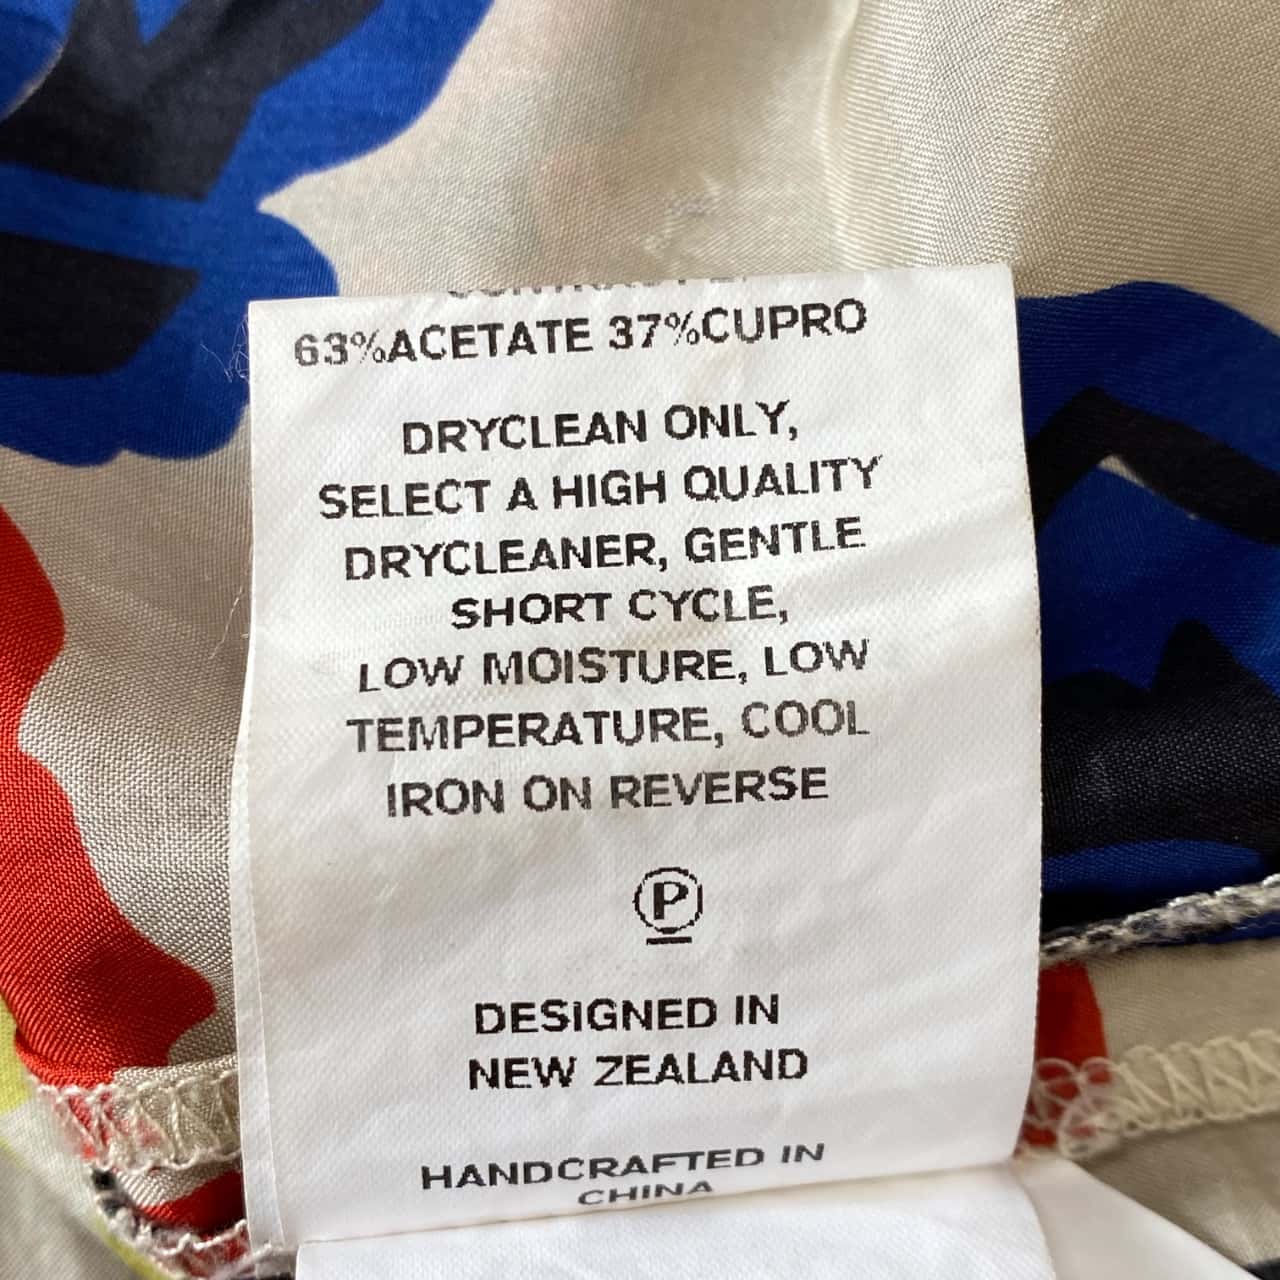 63%ACETATE 37%CUPRO
DRYCLEAN ONLY,
SELECT A HIGH QUALITY
DRYCLEANER, GENTLE
SHORT CYCLE,
LOW MOISTURE, LOW
TEMPERATURE, COOL
IRON ON REVERSE
P
DESIGNED IN
NEW ZEALAND
HANDCRAFTED IN
CHINA